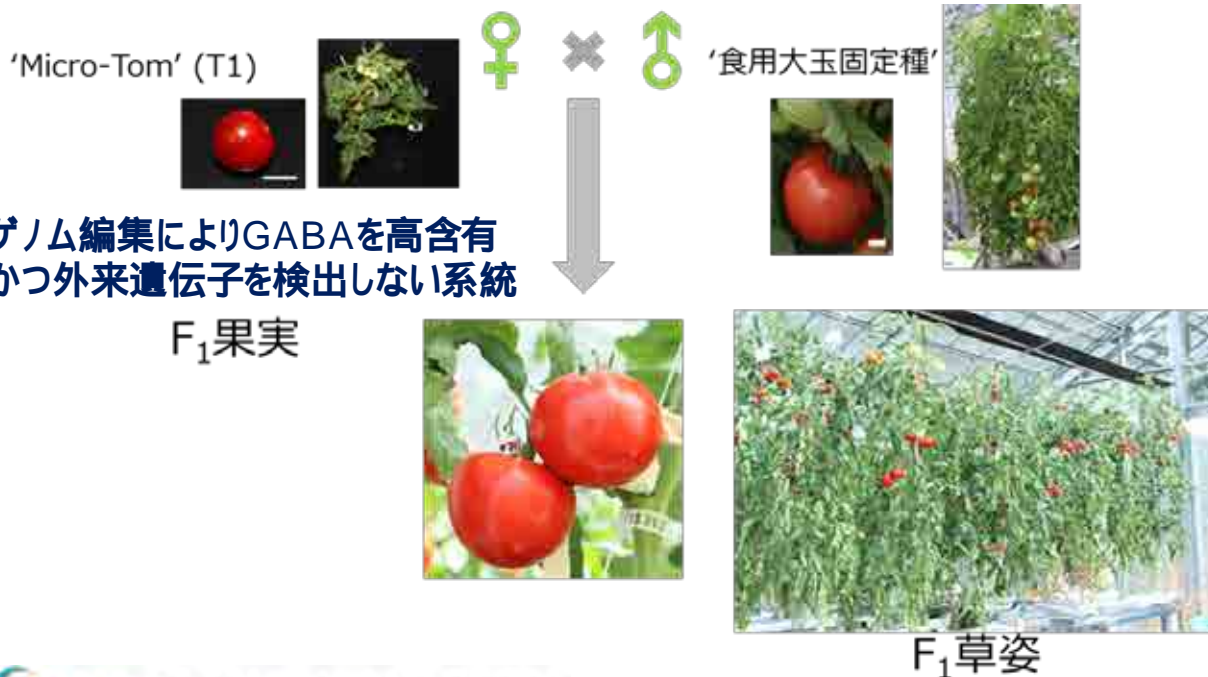 'Micro-Tom' (T1)
'食用大玉固定種'
ゲノム編集によりGABAを高含有
かつ外来遺伝子を検出しない系統
F₁果実
F₁草姿